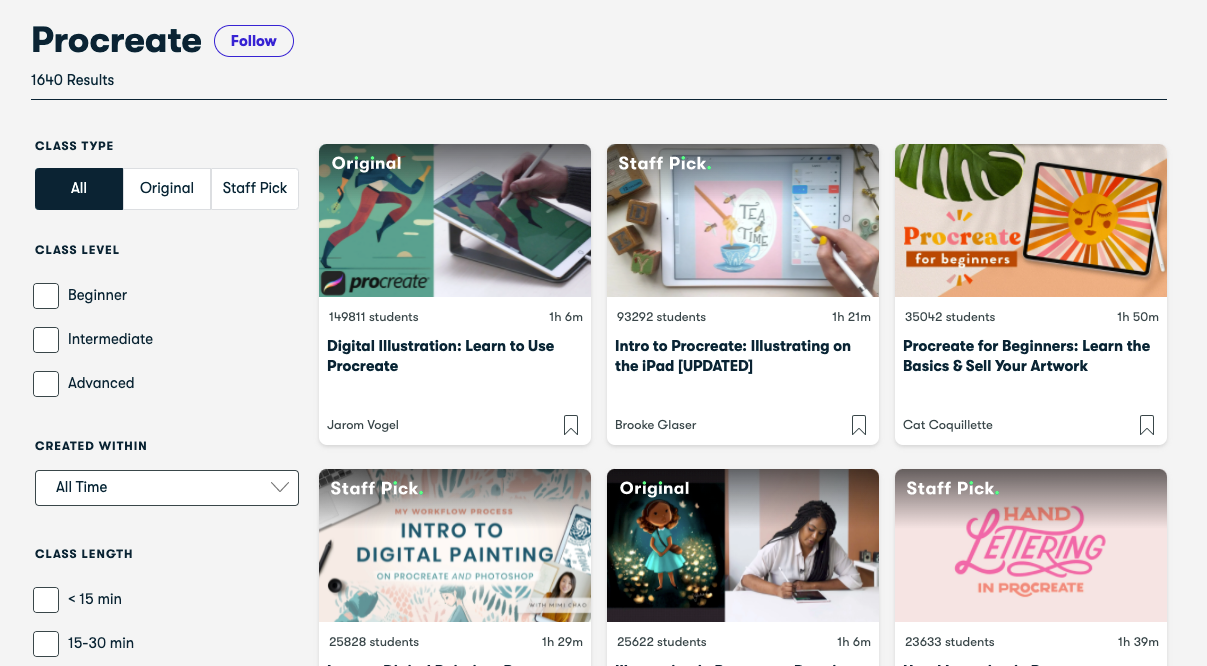 Procreate
Follow
1640 Results
CLASS TYPE
All
Original
Staff Pick
CLASS LEVEL
Beginner
Intermediate
Advanced
CREATED WITHIN
All Time
CLASS LENGTH
< 15 min
15-30 min
Original
procreate
149811 students
1h 6m
Digital Illustration: Learn to Use
Procreate
Jarom Vogel
Staff Pick.
TEA
TIME
93292 students
1h 21m
Intro to Procreate: Illustrating on
the iPad [UPDATED]
Brooke Glaser
Procreate
for beginners
35042 students
1h 50m
Procreate for Beginners: Learn the
Basics & Sell Your Artwork
Cat Coquillette
Staff Pick.
MY WORKFLOW PROCESS
INTRO TO
DIGITAL PAINTING
ON PROCREATE AND PHOTOSHOP
WITH MIMI CHAO
25828 students
1h 29m
Original
25622 students
1h 6m
Staff Pick.
HAND
LETTERING
IN PROCREATE
23633 students
1h 39m